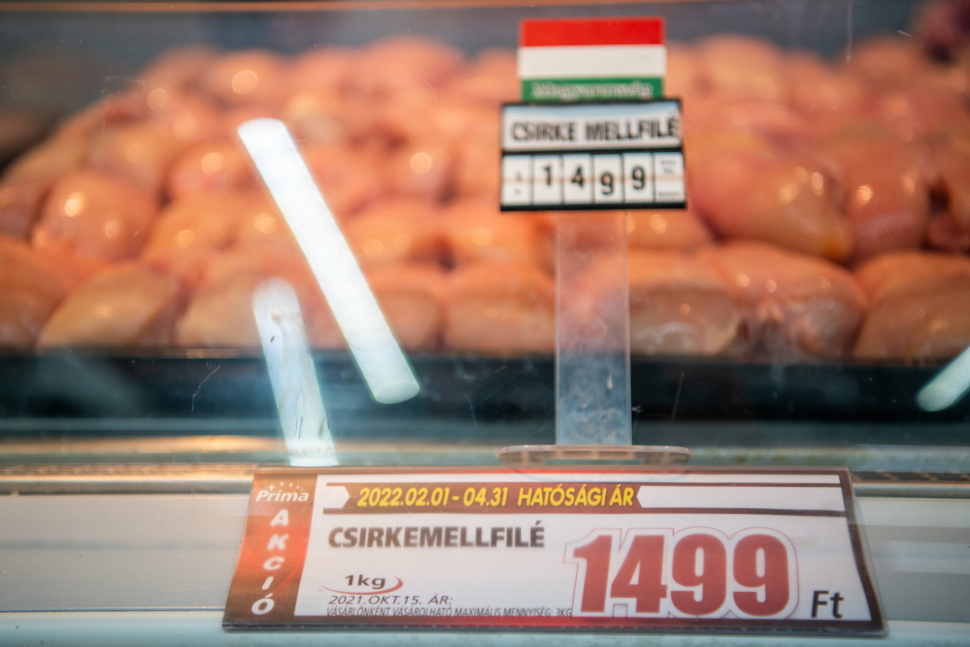 Magyarország
CSIRKE MELLFILÉ
1499
Prima
AKCIÓ
2022.02.01 - 04.31 HATÓSÁGI ÁR
CSIRKEMELLFILÉ
1kg
1499 Ft
2021.OKT.15. ÁR;
VÁSÁRLÓNKÉNT VÁSÁROLHATÓ MAXIMÁLIS MENNYISÉG: 3KG